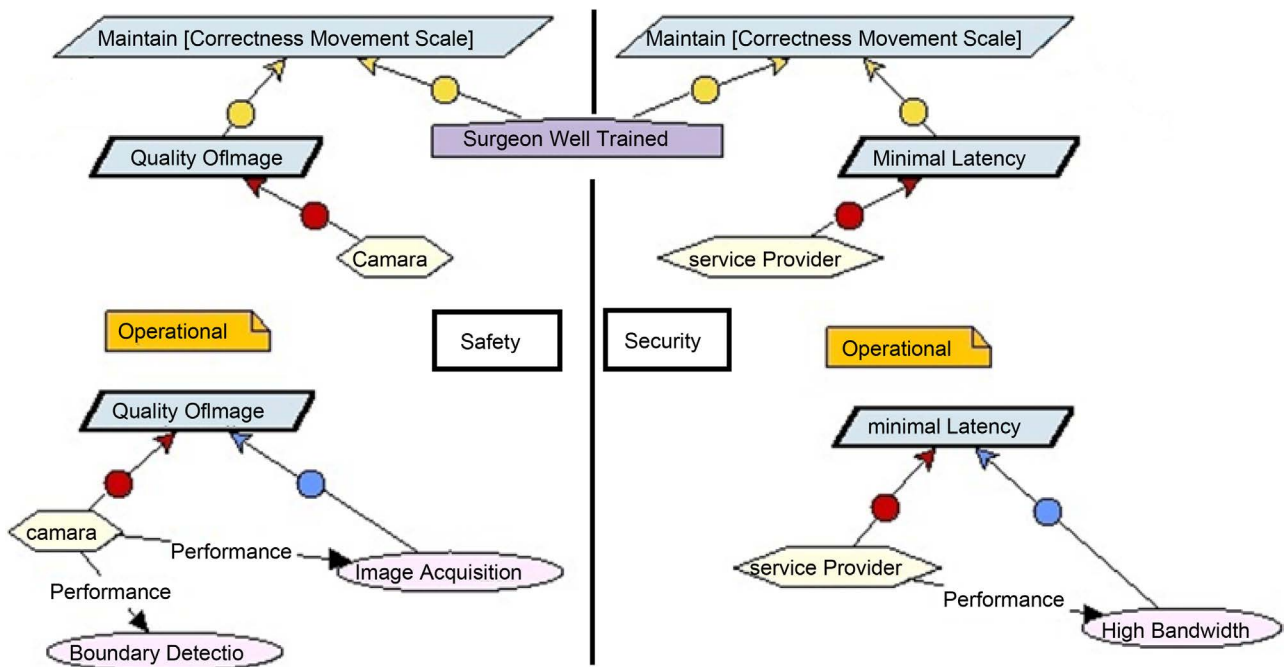 Maintain [Correctness Movement Scale]
Maintain [Correctness Movement Scale]
Surgeon Well Trained
Quality OfImage
Minimal Latency
Camara
service Provider
Operational
Safety
Security
Operational
Quality OfImage
minimal Latency
camara
Performance
Image Acquisition
service Provider
Performance
Performance
High Bandwidth
Boundary Detectio